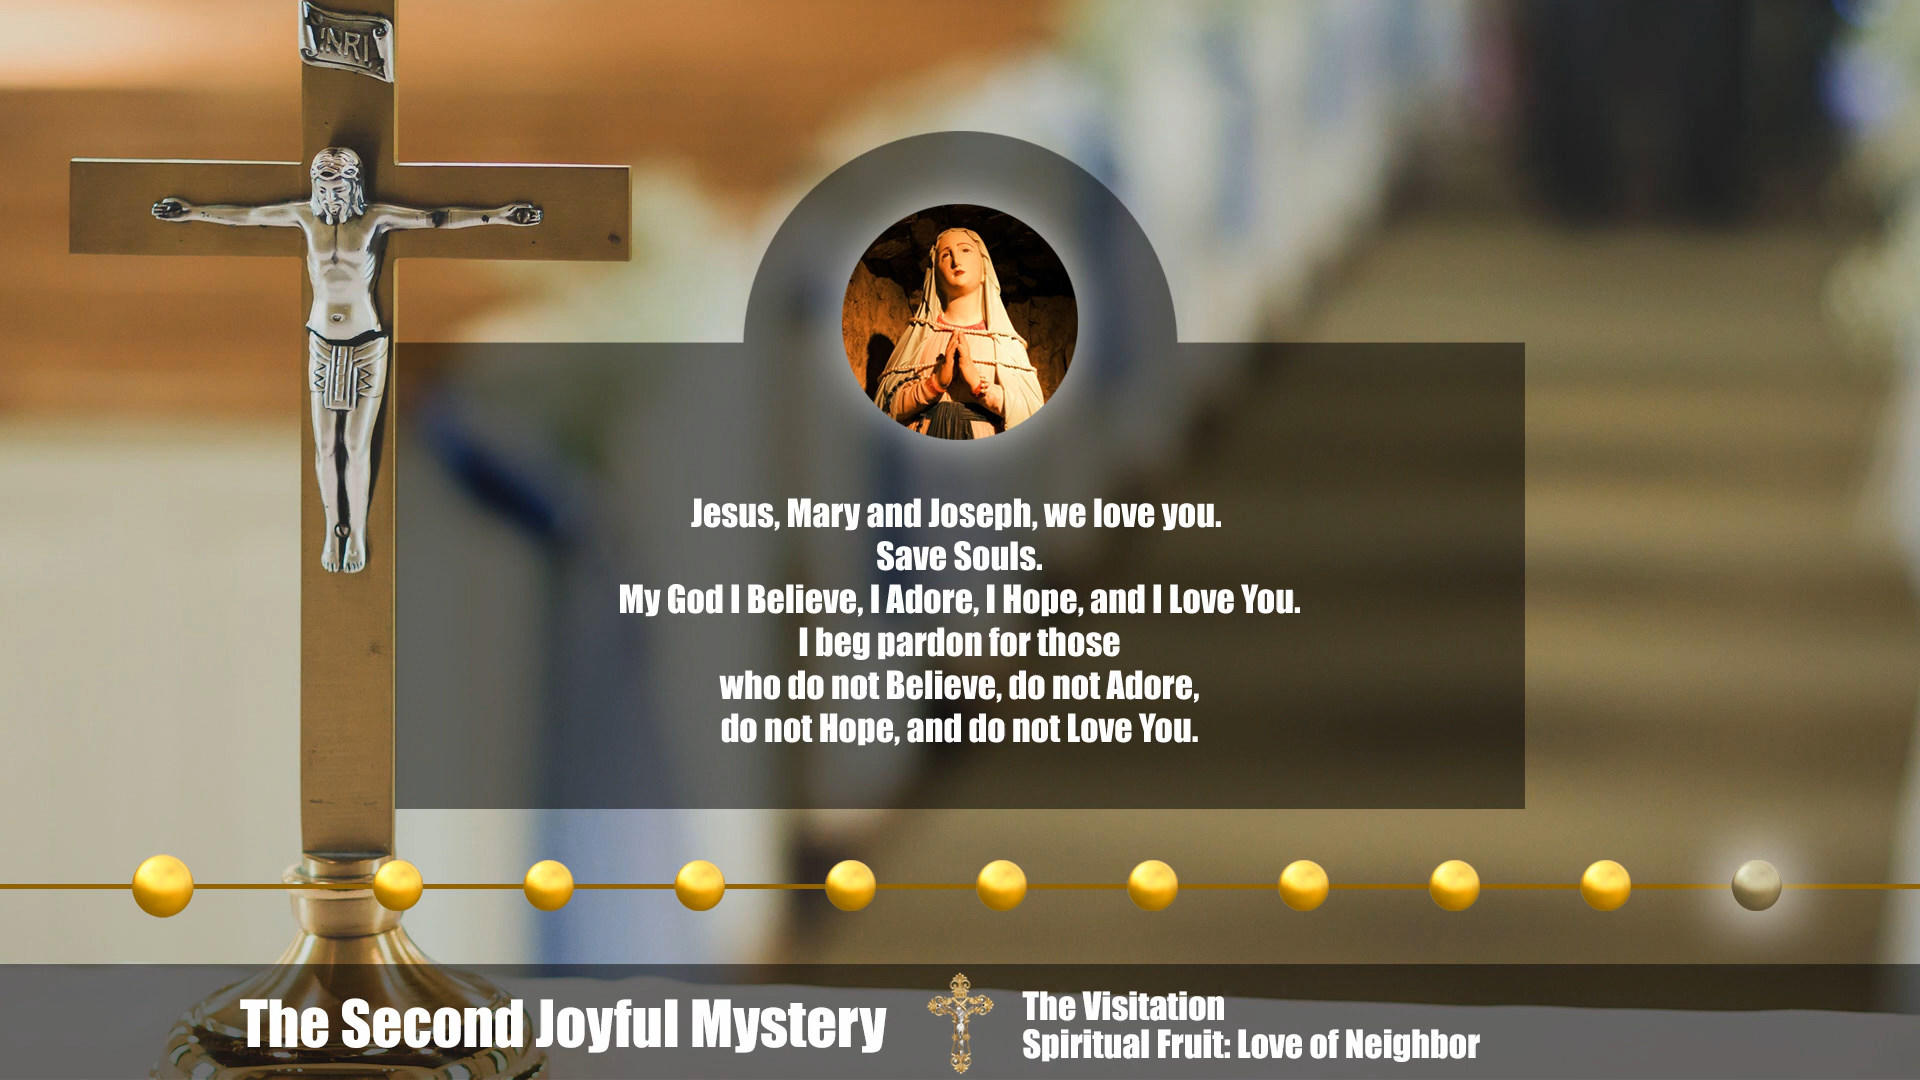 INRI
Jesus, Mary and Joseph, we love you.
Save Souls.
My God I Believe, I Adore, I Hope, and I Love You.
I beg pardon for those
who do not Believe, do not Adore,
do not Hope, and do not Love You.
The Second Joyful Mystery
The Visitation
Spiritual Fruit: Love of Neighbor